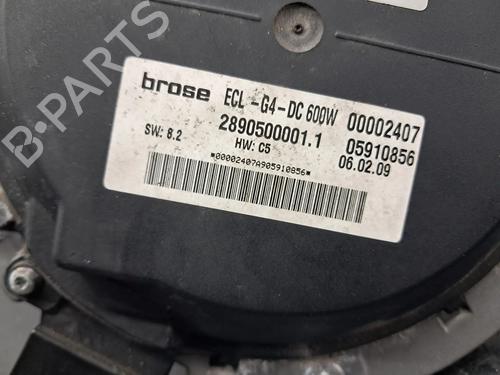 B-PARTS
brose ECL -G4-DC 600W 00002407
2890500001.1 05910856
SW: 8.2 HW: C5 06.02.09
*00002407A905910856*